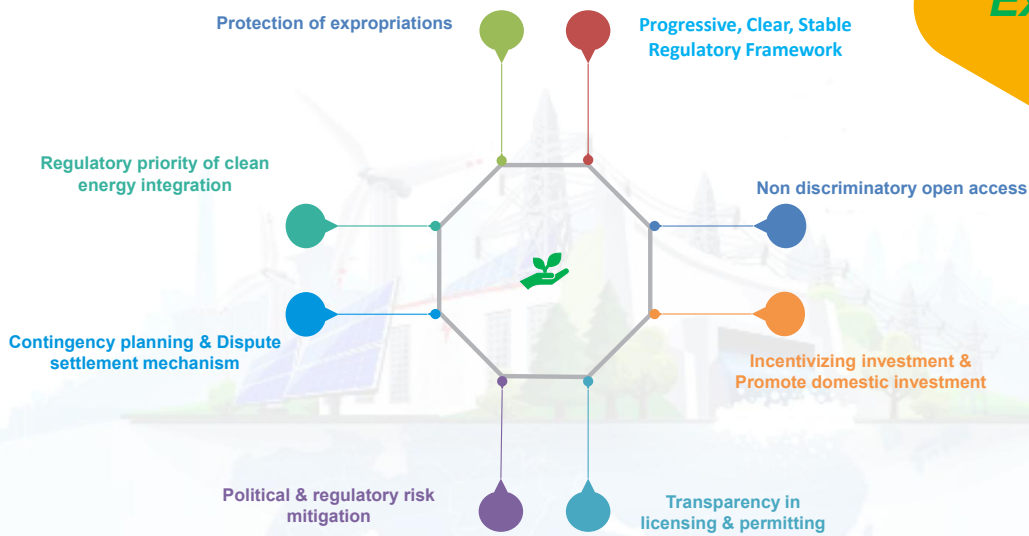 Protection of expropriations
Progressive, Clear, Stable
Regulatory Framework
Regulatory priority of clean
energy integration
Non discriminatory open access
Contingency planning & Dispute
settlement mechanism
Incentivizing investment &
Promote domestic investment
Political & regulatory risk
mitigation
Transparency in
licensing & permitting